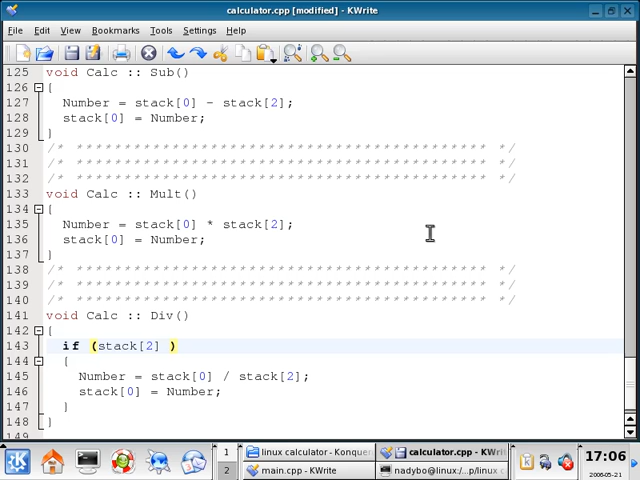 calculator.cpp [modified] - KWrite
File Edit View Bookmarks Tools Settings Help
125 void Calc :: Sub()
126 {
127 Number = stack[0] - stack[2];
128 stack[0] = Number;
129 }
130 /* ******************************************* */
131 /* ******************************************* */
132 /* ******************************************* */
133 void Calc :: Mult()
134 {
135 Number = stack[0] * stack[2];
136 stack[0] = Number;
137 }
138 /* ******************************************* */
139 /* ******************************************* */
140 /* ******************************************* */
141 void Calc :: Div()
142 {
143 if (stack[2] )
144 {
145 Number = stack[0] / stack[2];
146 stack[0] = Number;
147 }
148 }
149
1 linux calculator - Konquer calculator.cpp - KWri 17:06
2 main.cpp - KWrite nadybo@linux:/...p/linux c 2006-05-21